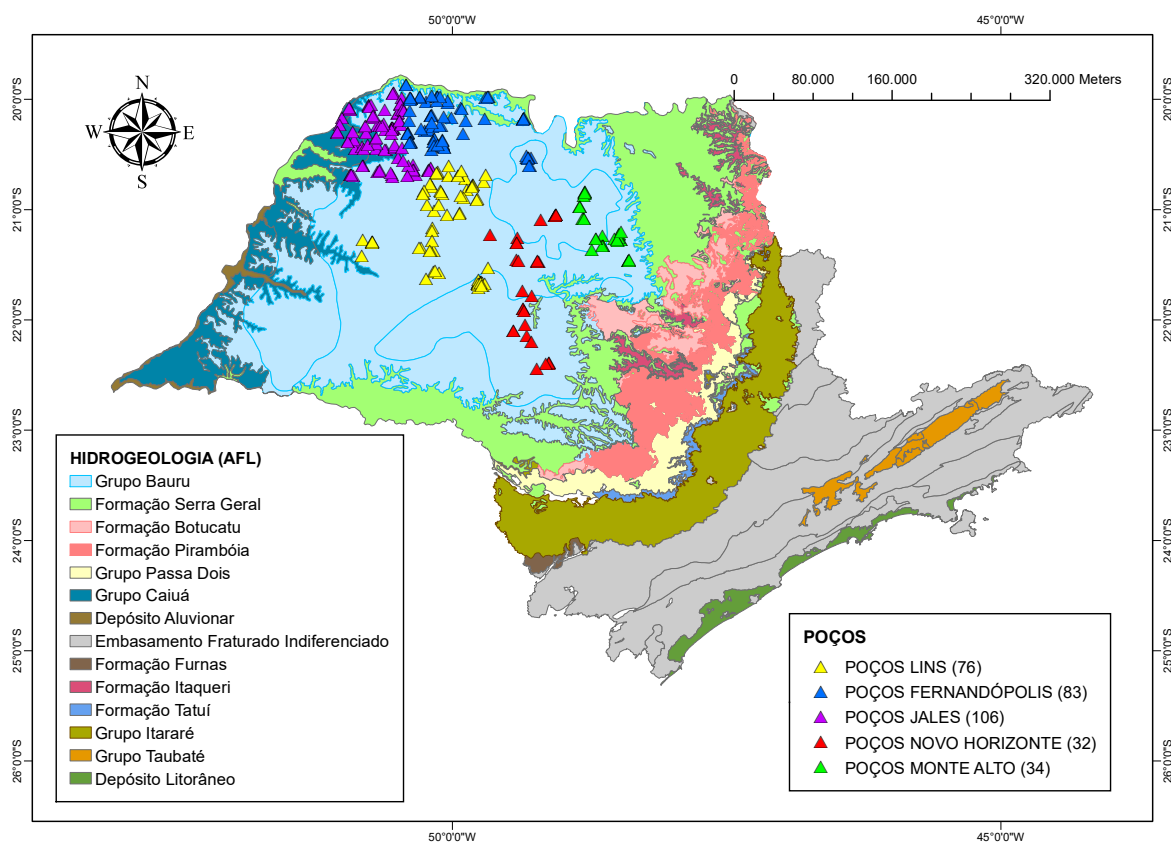 50°0'0"W
45°0'0"W
0
80.000
160.000
320.000 Meters
N
W
E
S
20°0'0"S
20°0'0"S
21°0'0"S
21°0'0"S
22°0'0"S
22°0'0"S
23°0'0"S
23°0'0"S
24°0'0"S
24°0'0"S
25°0'0"S
25°0'0"S
26°0'0"S
26°0'0"S
HIDROGEOLOGIA (AFL)
Grupo Bauru
Formação Serra Geral
Formação Botucatu
Formação Pirambóia
Grupo Passa Dois
Grupo Caiuá
Depósito Aluvionar
Embasamento Fraturado Indiferenciado
Formação Furnas
Formação Itaqueri
Formação Tatuí
Grupo Itararé
Grupo Taubaté
Depósito Litorâneo
POÇOS
POÇOS LINS (76)
POÇOS FERNANDÓPOLIS (83)
POÇOS JALES (106)
POÇOS NOVO HORIZONTE (32)
POÇOS MONTE ALTO (34)
50°0'0"W
45°0'0"W